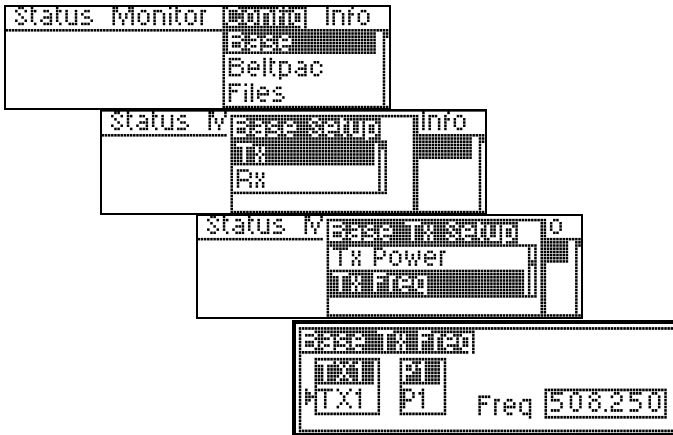 Status Monitor Config Info
Base
Beltpac
Files
Status M Base Setup Info
Tx
Rx
Status M Base Tx Setup o
Tx Power
Tx Freq
Base Tx Freq
TX1 P1
TX1 P1 Freq 508.250